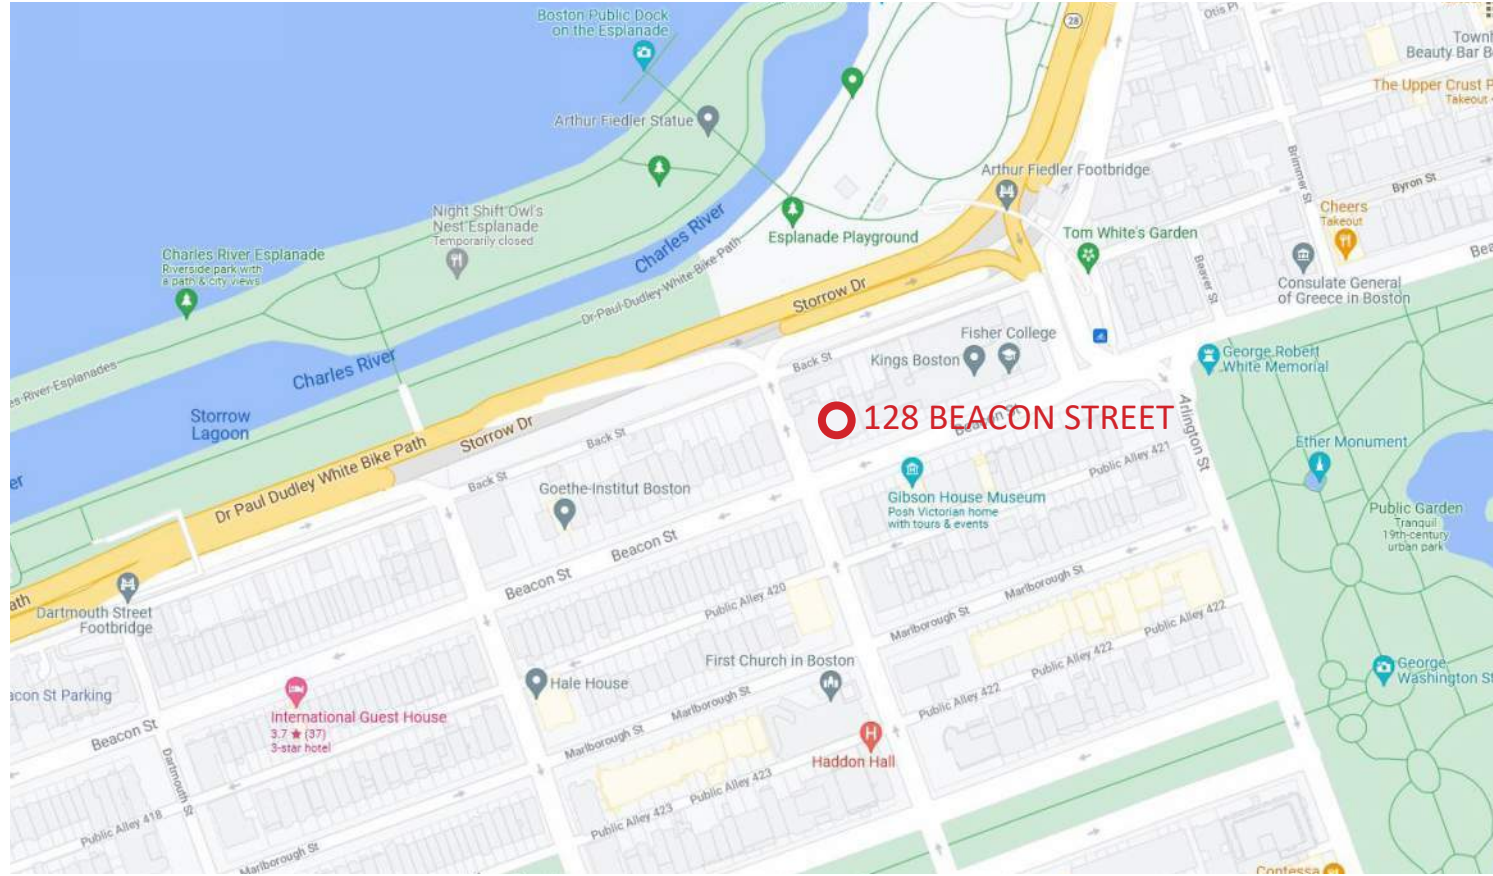 Boston Public Dock
on the Esplanade
28
Otis Pl
Beauty Bar B
The Upper Crust P
Takeout
Arthur Fiedler Statue
Arthur Fiedler Footbridge
Brimmer St
Byron St
Night Shift Owl's
Nest Esplanade
Temporarily closed
Charles River
Esplanade Playground
Tom White's Garden
Cheers
Takeout
Charles River Esplanade
Riverside park with
a path & city views
Dr-Paul-Dudley-White-Bike-Path
Storrow Dr
Beaver St
Consulate General
of Greece in Boston
Bea
Fisher College
Kings Boston
Back St
George Robert
White Memorial
es-River-Esplanades
Charles River
Storrow
Lagoon
Storrow Dr
Back St
128 BEACON STREET
Beacon St
Arlington St
Ether Monument
er
Dr Paul Dudley White Bike Path
Back St
Goethe-Institut Boston
Gibson House Museum
Posh Victorian home
with tours & events
Public Alley 421
Public Garden
Tranquil
19th-century
urban park
Beacon St
Beacon St
Public Alley 420
Marlborough St
Marlborough St
Public Alley 422
ath
Dartmouth Street
Footbridge
First Church in Boston
Public Alley 422
Public Alley 422
George
Washington St
acon St Parking
Hale House
Marlborough St
International Guest House
3.7 ★ (37)
3-star hotel
Beacon St
Marlborough St
Haddon Hall
Dartmouth St
Public Alley 423
Public Alley 423
Public Alley 418
Marlborough St
Contessa